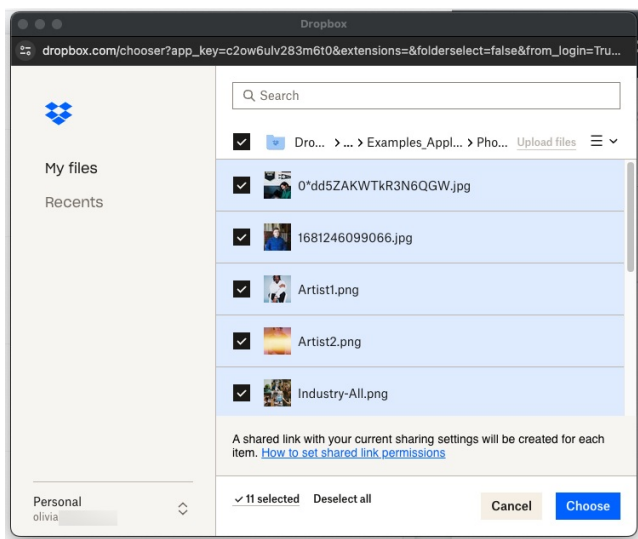 Dropbox
dropbox.com/chooser?app_key=c2ow6ulv283m6t0&extensions=&folderselect=false&from_login=Tru...
Search
Dro... > ... > Examples_Appl... > Pho... Upload files
My files
Recents
0*dd5ZAKWTkR3N6QGW.jpg
1681246099066.jpg
Artist1.png
Artist2.png
Industry-All.png
A shared link with your current sharing settings will be created for each
item. How to set shared link permissions
Personal
olivia
11 selected Deselect all
Cancel Choose